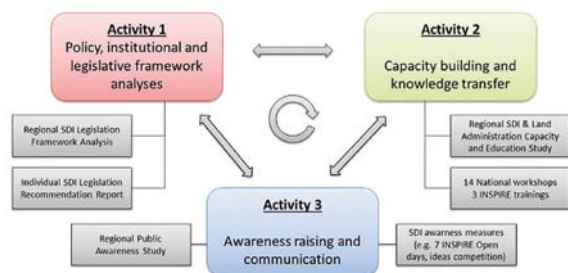 Activity 1
Policy, institutional and
legislative framework
analyses
Activity 2
Capacity building and
knowledge transfer
Regional SDI Legislation
Framework Analysis
Individual SDI Legislation
Recommendation Report
Regional SDI & Land
Administration Capacity
and Education Study
14 National workshops
3 INSPIRE trainings
Activity 3
Awareness raising and
communication
Regional Public
Awareness Study
SDI awarness measures
(e.g. 7 INSPIRE Open
days, ideas competition)